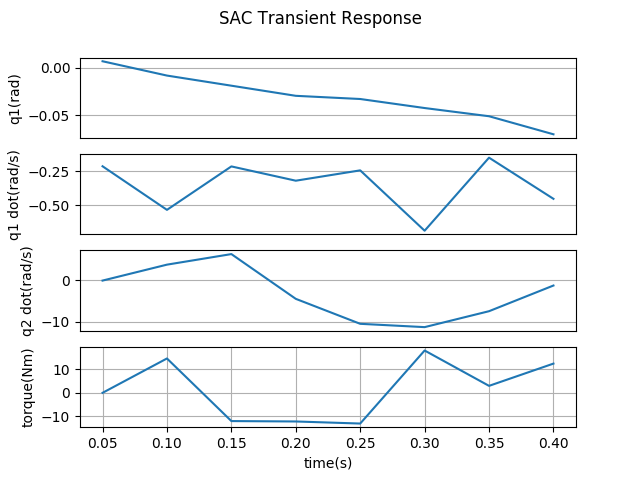 SAC Transient Response
q1(rad)
0.00
−0.05
q1 dot(rad/s)
−0.25
−0.50
q2 dot(rad/s)
0
−10
torque(Nm)
10
0
−10
0.05 0.10 0.15 0.20 0.25 0.30 0.35 0.40
time(s)